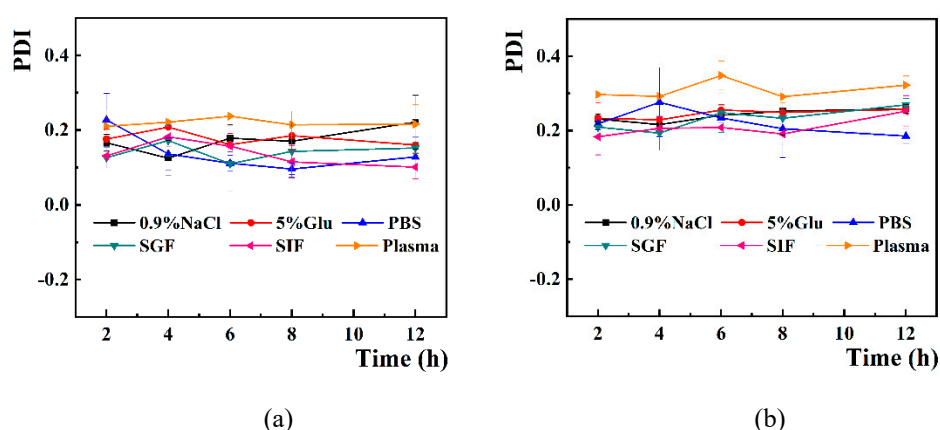 PDI
0.4
0.2
0.0
-0.2
0.9%NaCl 5%Glu PBS
SGF SIF Plasma
2 4 6 8 10 12
Time (h)
(a)
PDI
0.4
0.2
0.0
-0.2
0.9%NaCl 5%Glu PBS
SGF SIF Plasma
2 4 6 8 10 12
Time (h)
(b)